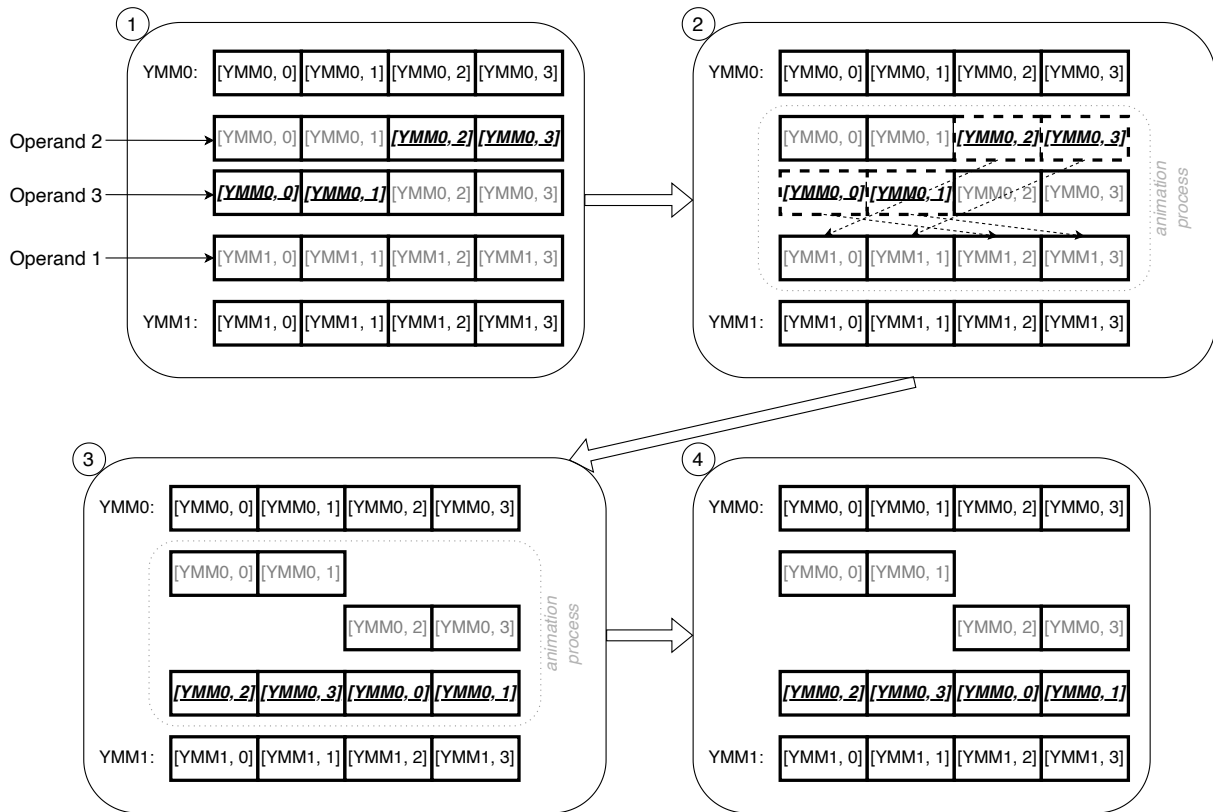 1
YMM0: [YMM0, 0] [YMM0, 1] [YMM0, 2] [YMM0, 3]
Operand 2 [YMM0, 0] [YMM0, 1] [YMM0, 2] [YMM0, 3]
Operand 3 [YMM0, 0] [YMM0, 1] [YMM0, 2] [YMM0, 3]
Operand 1 [YMM1, 0] [YMM1, 1] [YMM1, 2] [YMM1, 3]
YMM1: [YMM1, 0] [YMM1, 1] [YMM1, 2] [YMM1, 3]
2
YMM0: [YMM0, 0] [YMM0, 1] [YMM0, 2] [YMM0, 3]
[YMM0, 0] [YMM0, 1] [YMM0, 2] [YMM0, 3]
[YMM0, 0] [YMM0, 1] [YMM0, 2] [YMM0, 3]
[YMM1, 0] [YMM1, 1] [YMM1, 2] [YMM1, 3]
animation
process
YMM1: [YMM1, 0] [YMM1, 1] [YMM1, 2] [YMM1, 3]
3
YMM0: [YMM0, 0] [YMM0, 1] [YMM0, 2] [YMM0, 3]
[YMM0, 0] [YMM0, 1]
[YMM0, 2] [YMM0, 3]
[YMM0, 2] [YMM0, 3] [YMM0, 0] [YMM0, 1]
animation
process
YMM1: [YMM1, 0] [YMM1, 1] [YMM1, 2] [YMM1, 3]
4
YMM0: [YMM0, 0] [YMM0, 1] [YMM0, 2] [YMM0, 3]
[YMM0, 0] [YMM0, 1]
[YMM0, 2] [YMM0, 3]
[YMM0, 2] [YMM0, 3] [YMM0, 0] [YMM0, 1]
YMM1: [YMM1, 0] [YMM1, 1] [YMM1, 2] [YMM1, 3]